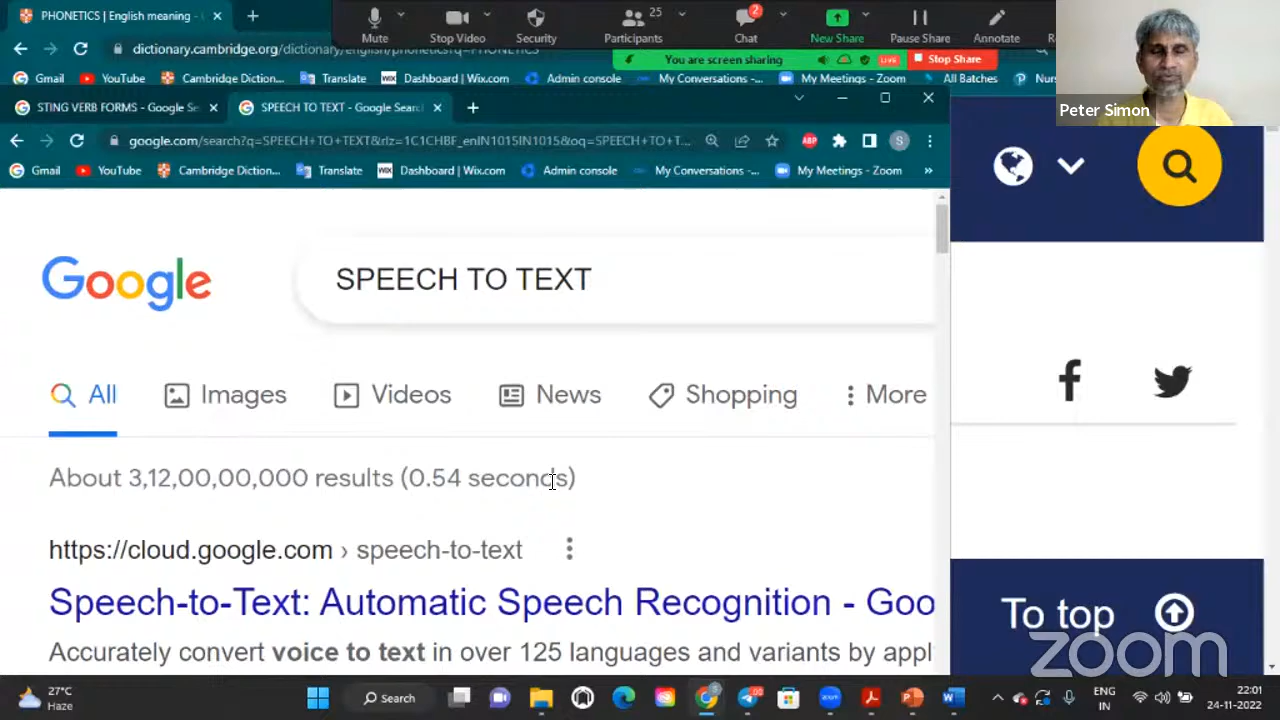 PHONETICS | English meaning -
25
2
Mute
Stop Video
Security
Participants
Chat
New Share
Pause Share
Annotate
dictionary.cambridge.org/dictionary/english/phonetics?q=PHONETICS
You are screen sharing
LIVE
Stop Share
Gmail
YouTube
Cambridge Diction...
Translate
WIX
Dashboard | Wix.com
Admin console
My Conversations -...
My Meetings - Zoom
All Batches
Peter Simon
STING VERB FORMS - Google Se
SPEECH TO TEXT - Google Searc
google.com/search?q=SPEECH+TO+TEXT&rlz=1C1CHBF_enIN1015IN1015&oq=SPEECH+TO+T...
ABP
S
Gmail
YouTube
Cambridge Diction...
Translate
WIX
Dashboard | Wix.com
Admin console
My Conversations -...
My Meetings - Zoom
»
Google
SPEECH TO TEXT
All
Images
Videos
News
Shopping
More
About 3,12,00,00,000 results (0.54 seconds)
https://cloud.google.com › speech-to-text
Speech-to-Text: Automatic Speech Recognition - Goo
Accurately convert voice to text in over 125 languages and variants by appl
To top
zoom
27°C
Haze
Search
ENG
IN
22:01
24-11-2022